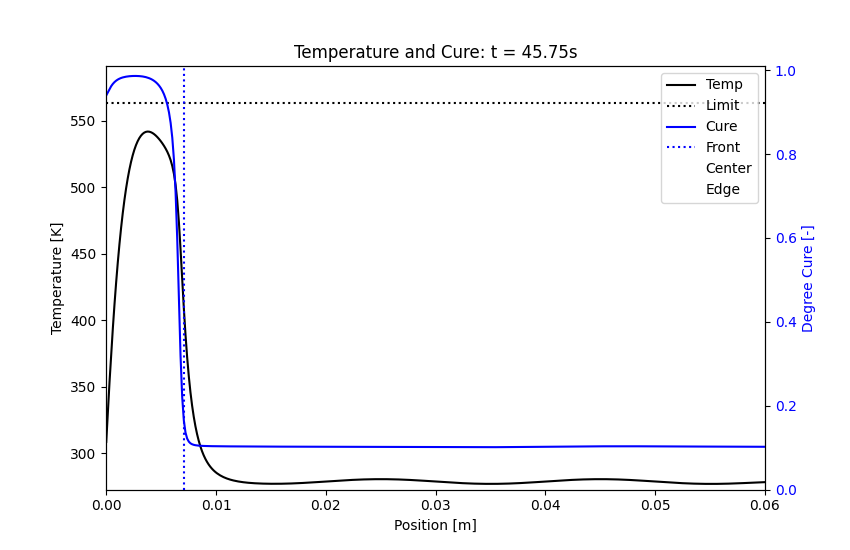 Temperature and Cure: t = 45.75s
Temp
Limit
Cure
Front
Center
Edge
550
500
450
400
350
300
Temperature [K]
1.0
0.8
0.6
0.4
0.2
0.0
Degree Cure [-]
0.00
0.01
0.02
0.03
0.04
0.05
0.06
Position [m]